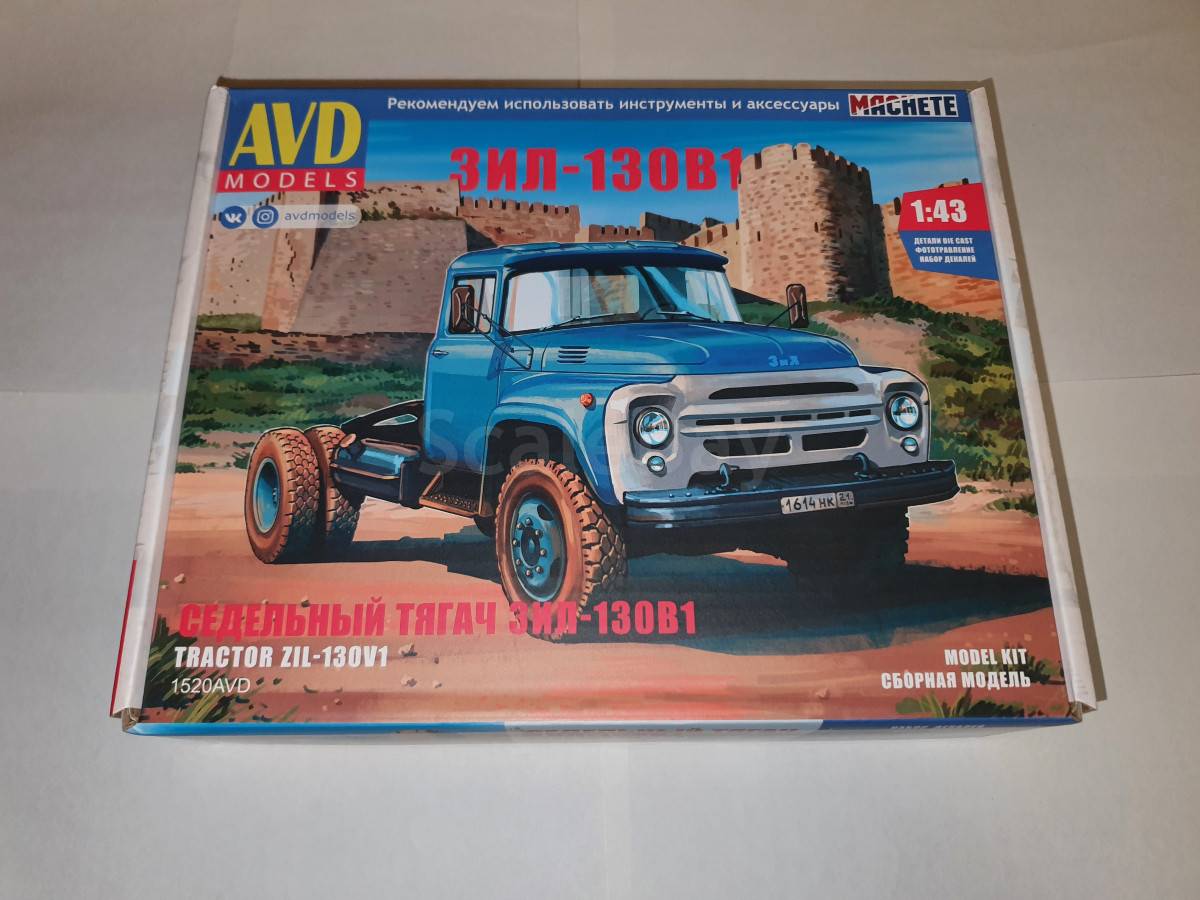 AVD
MODELS
avdmodels
Рекомендуем использовать инструменты и аксессуары MACHETE
ЗИЛ-130В1
1:43
ДЕТАЛИ DIE CAST
ФОТОТРАВЛЕНИЕ
НАБОР ДЕКАЛЕЙ
ЗИЛ
1614 НК 21
СЕДЕЛЬНЫЙ ТЯГАЧ ЗИЛ-130В1
TRACTOR ZIL-130V1
1520AVD
MODEL KIT
СБОРНАЯ МОДЕЛЬ